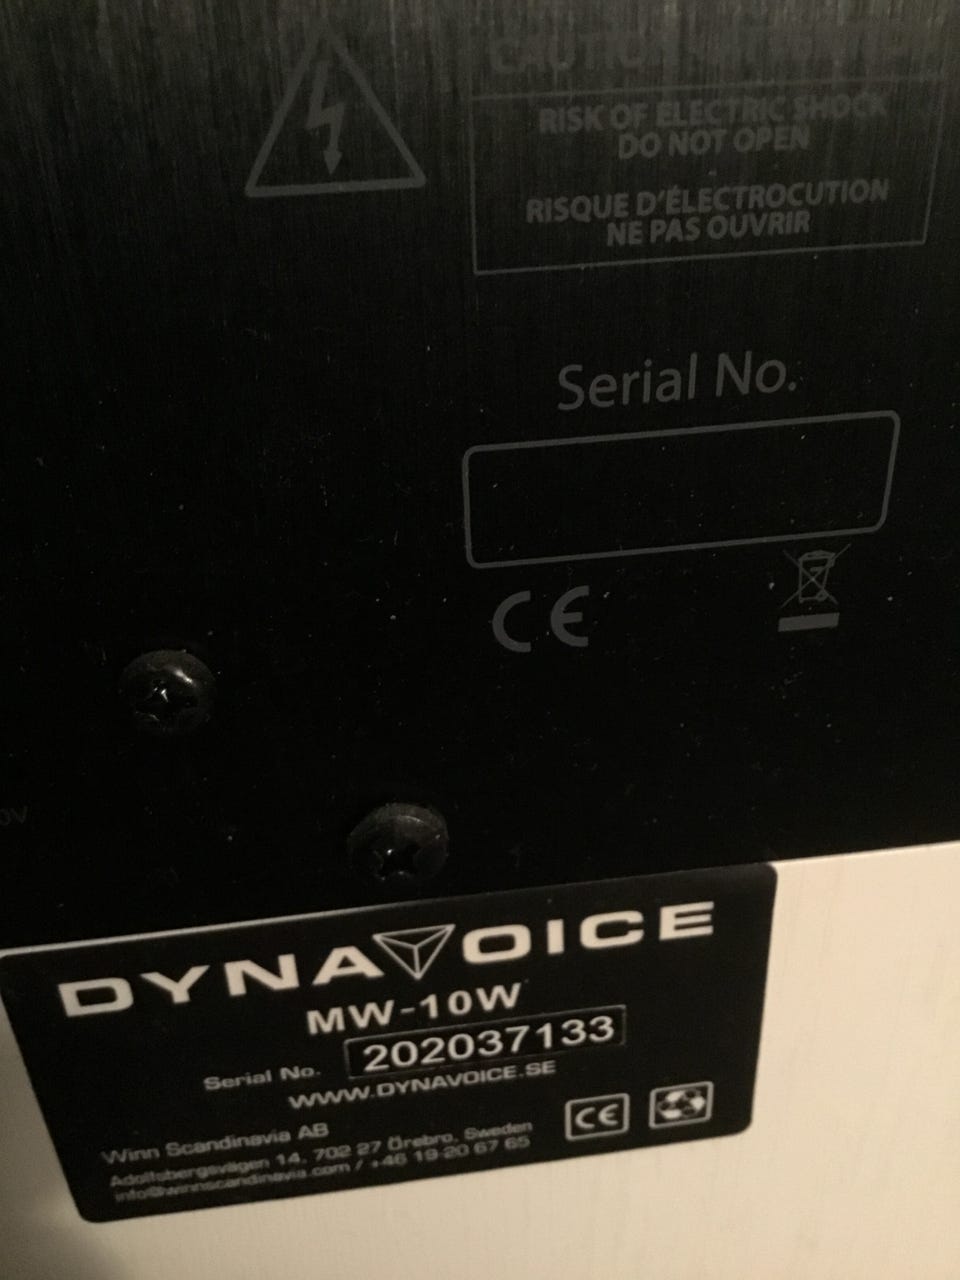 CAUTION
RISK OF ELECTRIC SHOCK
DO NOT OPEN
RISQUE D'ÉLECTROCUTION
NE PAS OUVRIR
Serial No.
CE
0V
DYNAVOICE
MW-10W
Serial No. 202037133
WWW.DYNAVOICE.SE
CE
Winn Scandinavia AB
Adolfsbergsvägen 14, 702 27 Örebro, Sweden
info@winnscandinavia.com / +46 19-20 67 65